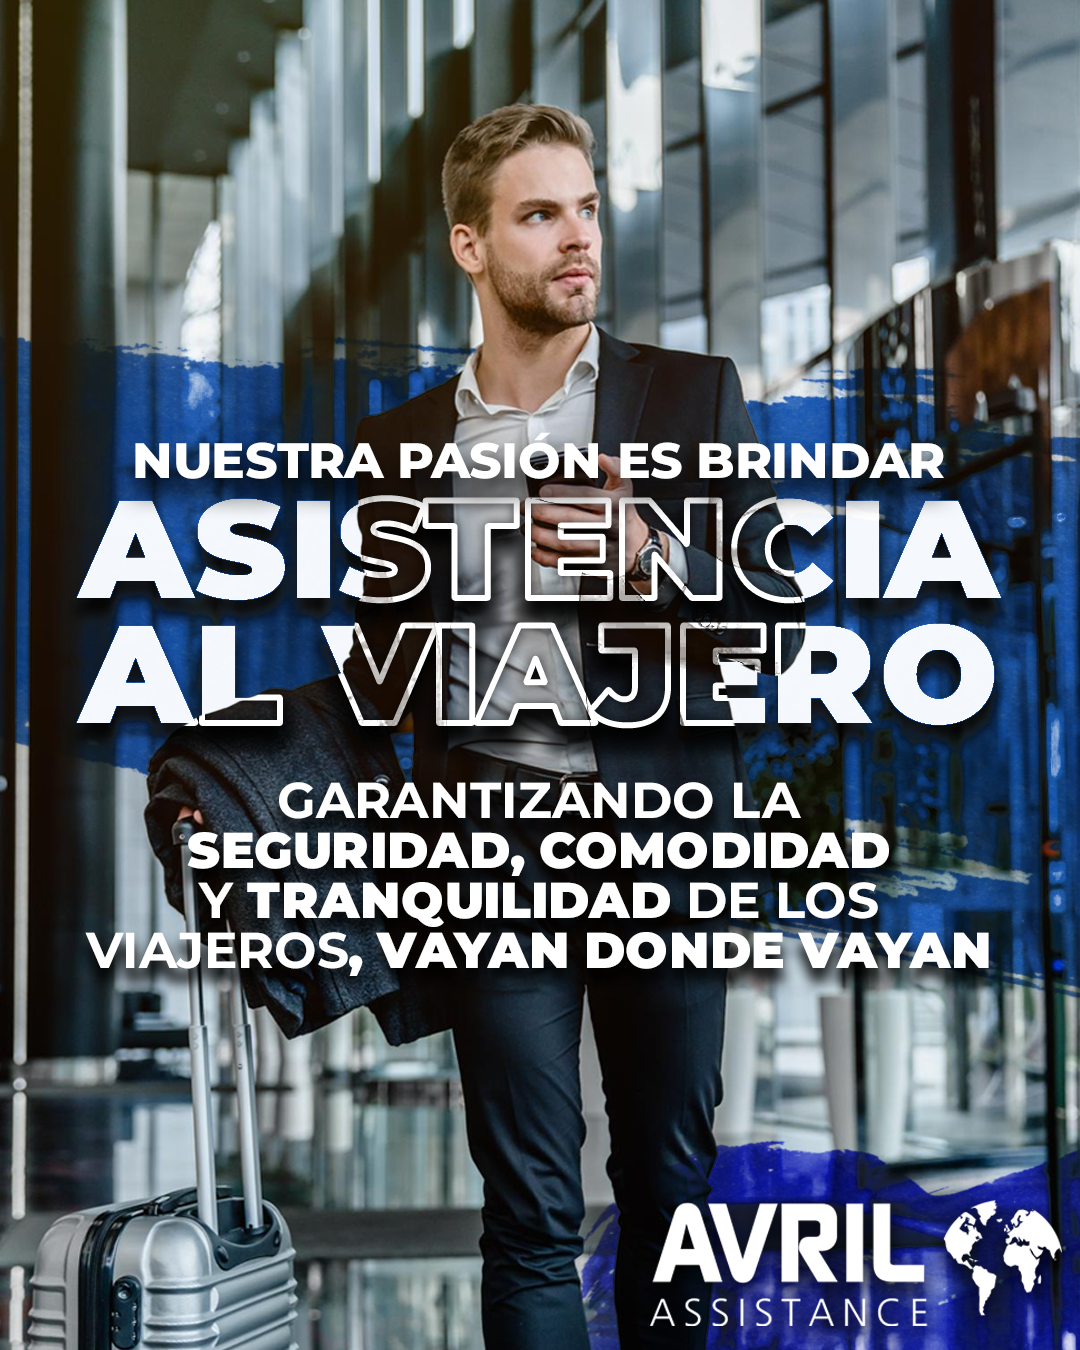 NUESTRA PASIÓN ES BRINDAR
ASISTENCIA
AL VIAJERO
GARANTIZANDO LA
SEGURIDAD, COMODIDAD
Y TRANQUILIDAD DE LOS
VIAJEROS, VAYAN DONDE VAYAN
AVRIL
ASSISTANCE